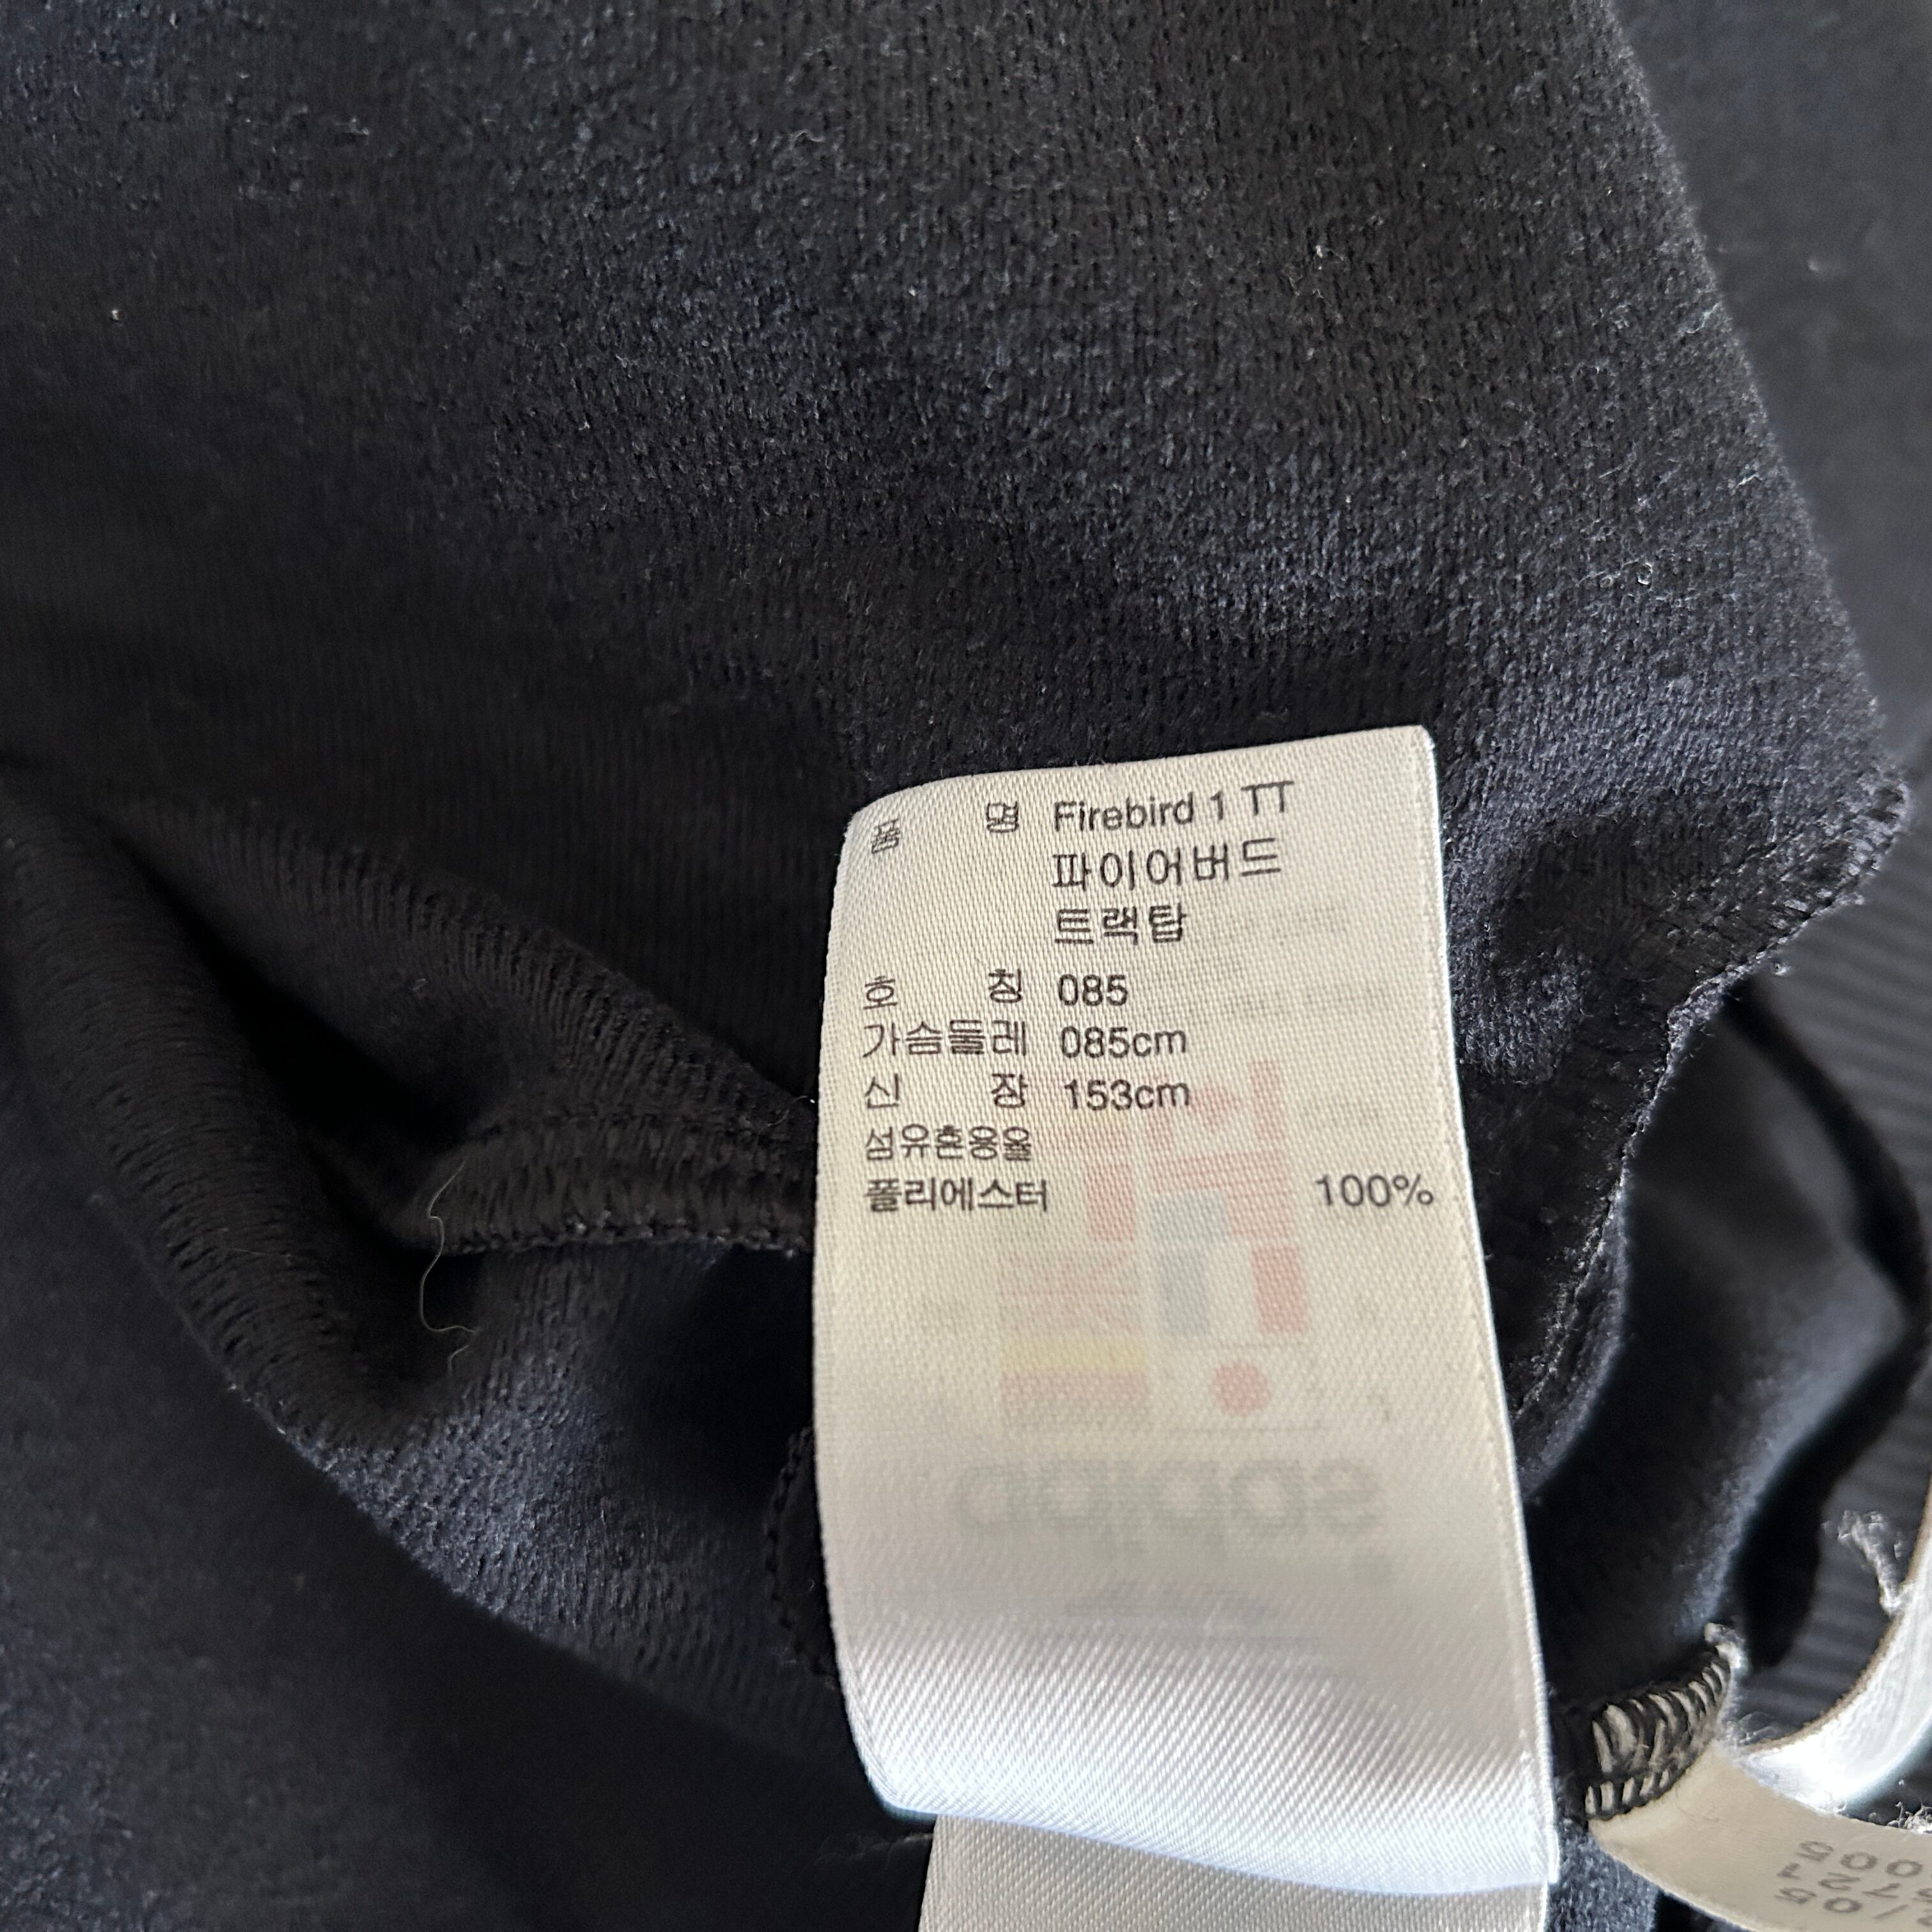 품 명 Firebird 1 TT
파이어버드
트랙탑
호 칭 085
가슴둘레 085cm
신 장 153cm
섬유혼용율
폴리에스터 100%
adidas